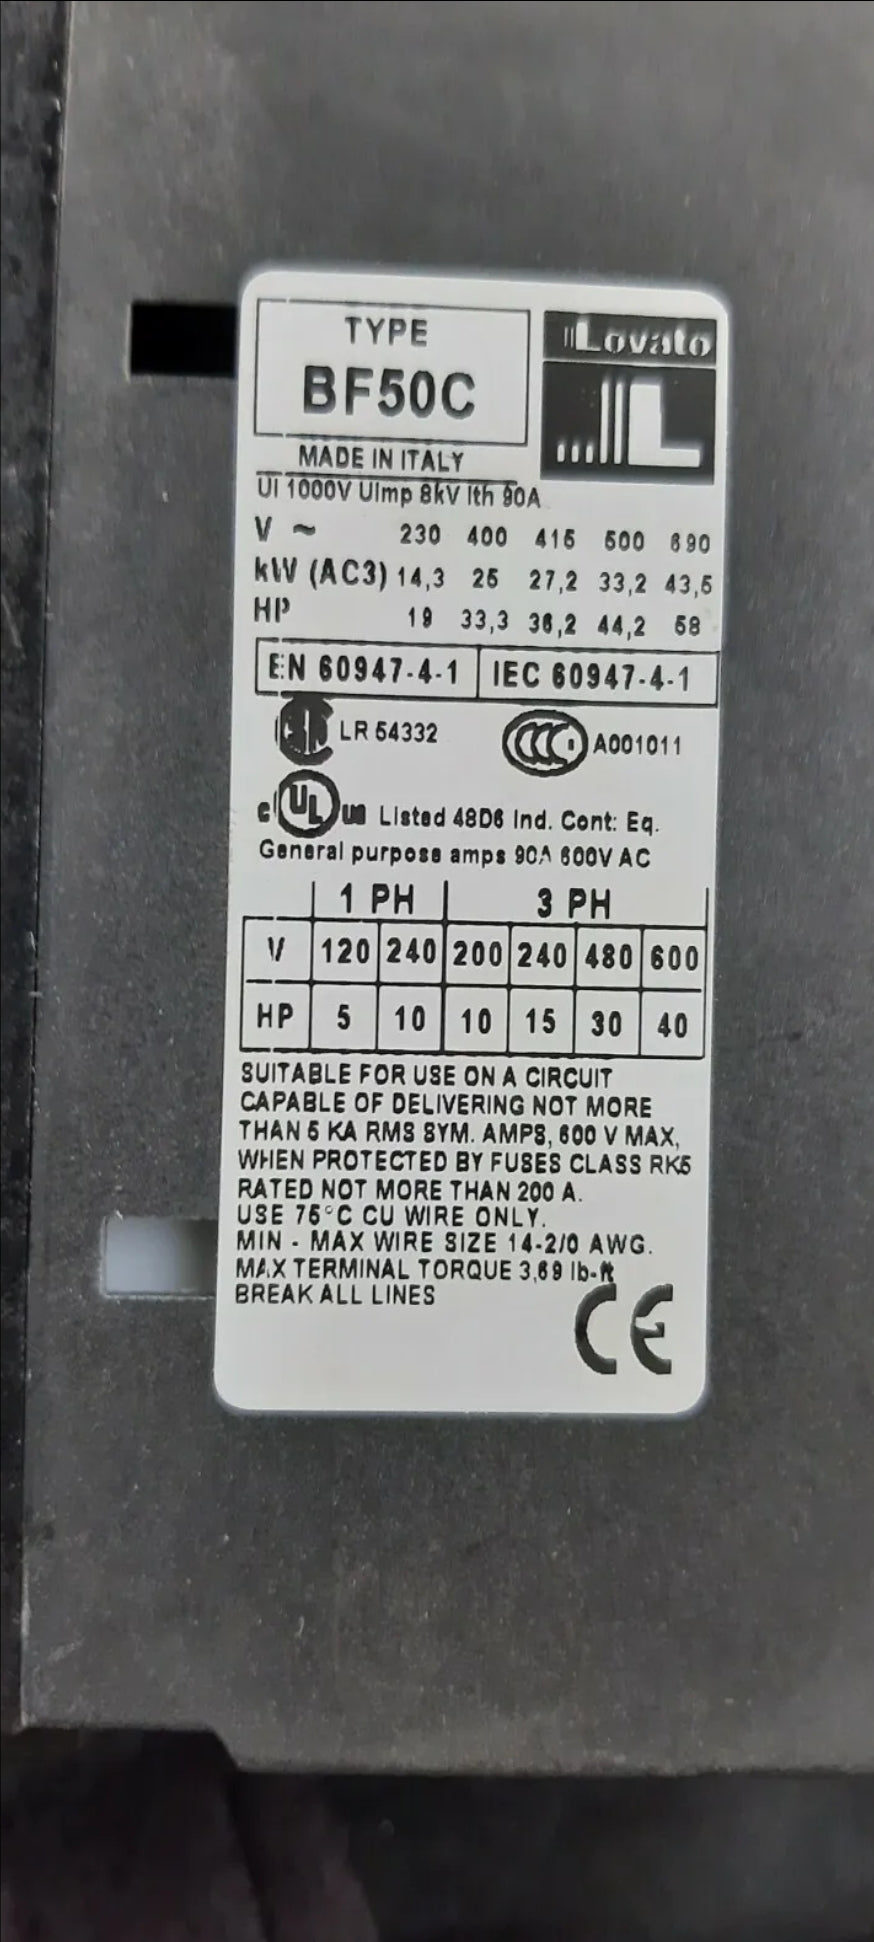 TYPE
BF50C
Lovato
MADE IN ITALY
Ui 1000V Uimp 8kV Ith 90A
V ~ 230 400 415 500 690
kW (AC3) 14,3 25 27,2 33,2 43,5
HP 19 33,3 36,2 44,2 58
EN 60947-4-1 IEC 60947-4-1
LR 54332 CCC A001011
c UL us Listed 48D6 Ind. Cont: Eq.
General purpose amps 90A 600V AC
1 PH 3 PH
V 120 240 200 240 480 600
HP 5 10 10 15 30 40
SUITABLE FOR USE ON A CIRCUIT
CAPABLE OF DELIVERING NOT MORE
THAN 5 KA RMS SYM. AMPS, 600 V MAX,
WHEN PROTECTED BY FUSES CLASS RK5
RATED NOT MORE THAN 200 A.
USE 75°C CU WIRE ONLY.
MIN - MAX WIRE SIZE 14-2/0 AWG.
MAX TERMINAL TORQUE 3,69 lb-ft
BREAK ALL LINES
CE